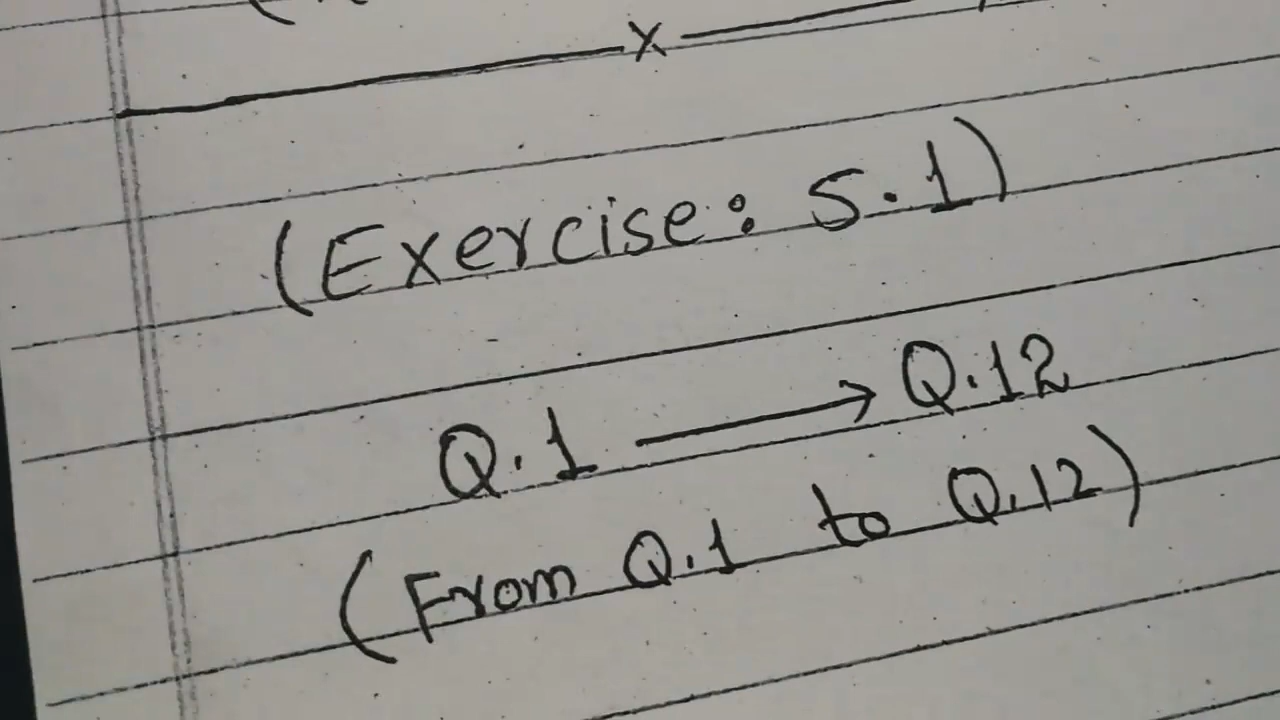 x
(Exercise: 5.1)
Q.1 → Q.12
(From Q.1 to Q.12)